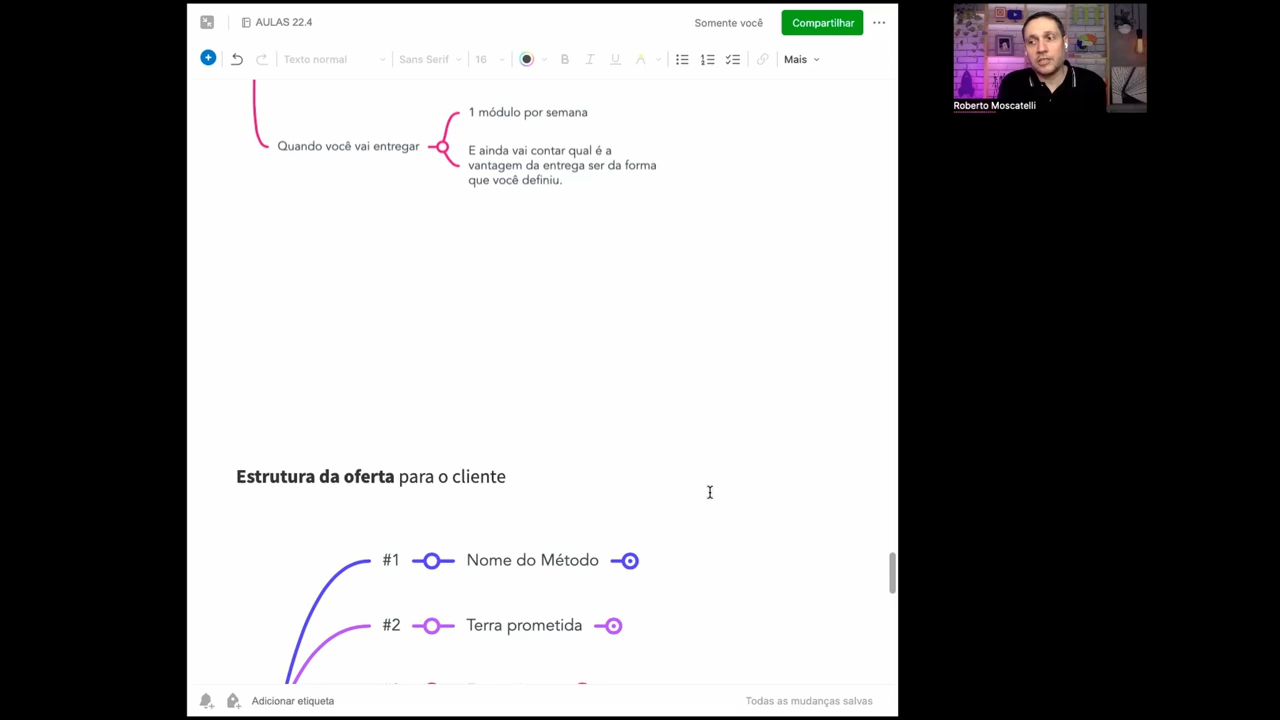 AULAS 22.4
Somente você
Compartilhar
Texto normal
Sans Serif
16
B
I
U
A
Mais
Roberto Moscatelli
1 módulo por semana
Quando você vai entregar
E ainda vai contar qual é a
vantagem da entrega ser da forma
que você definiu.
Estrutura da oferta para o cliente
#1
Nome do Método
#2
Terra prometida
Adicionar etiqueta
Todas as mudanças salvas